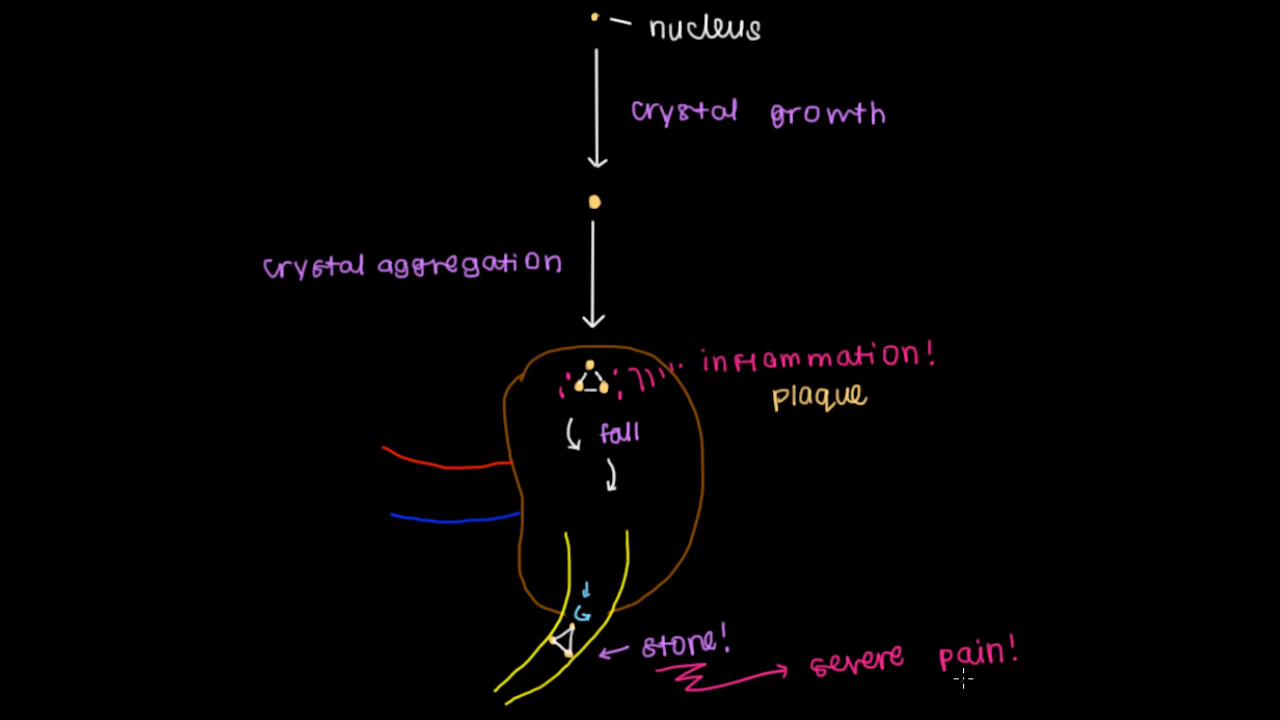 nucleus
crystal growth
crystal aggregation
inflammation!
plaque
fall
G
stone!
severe pain!